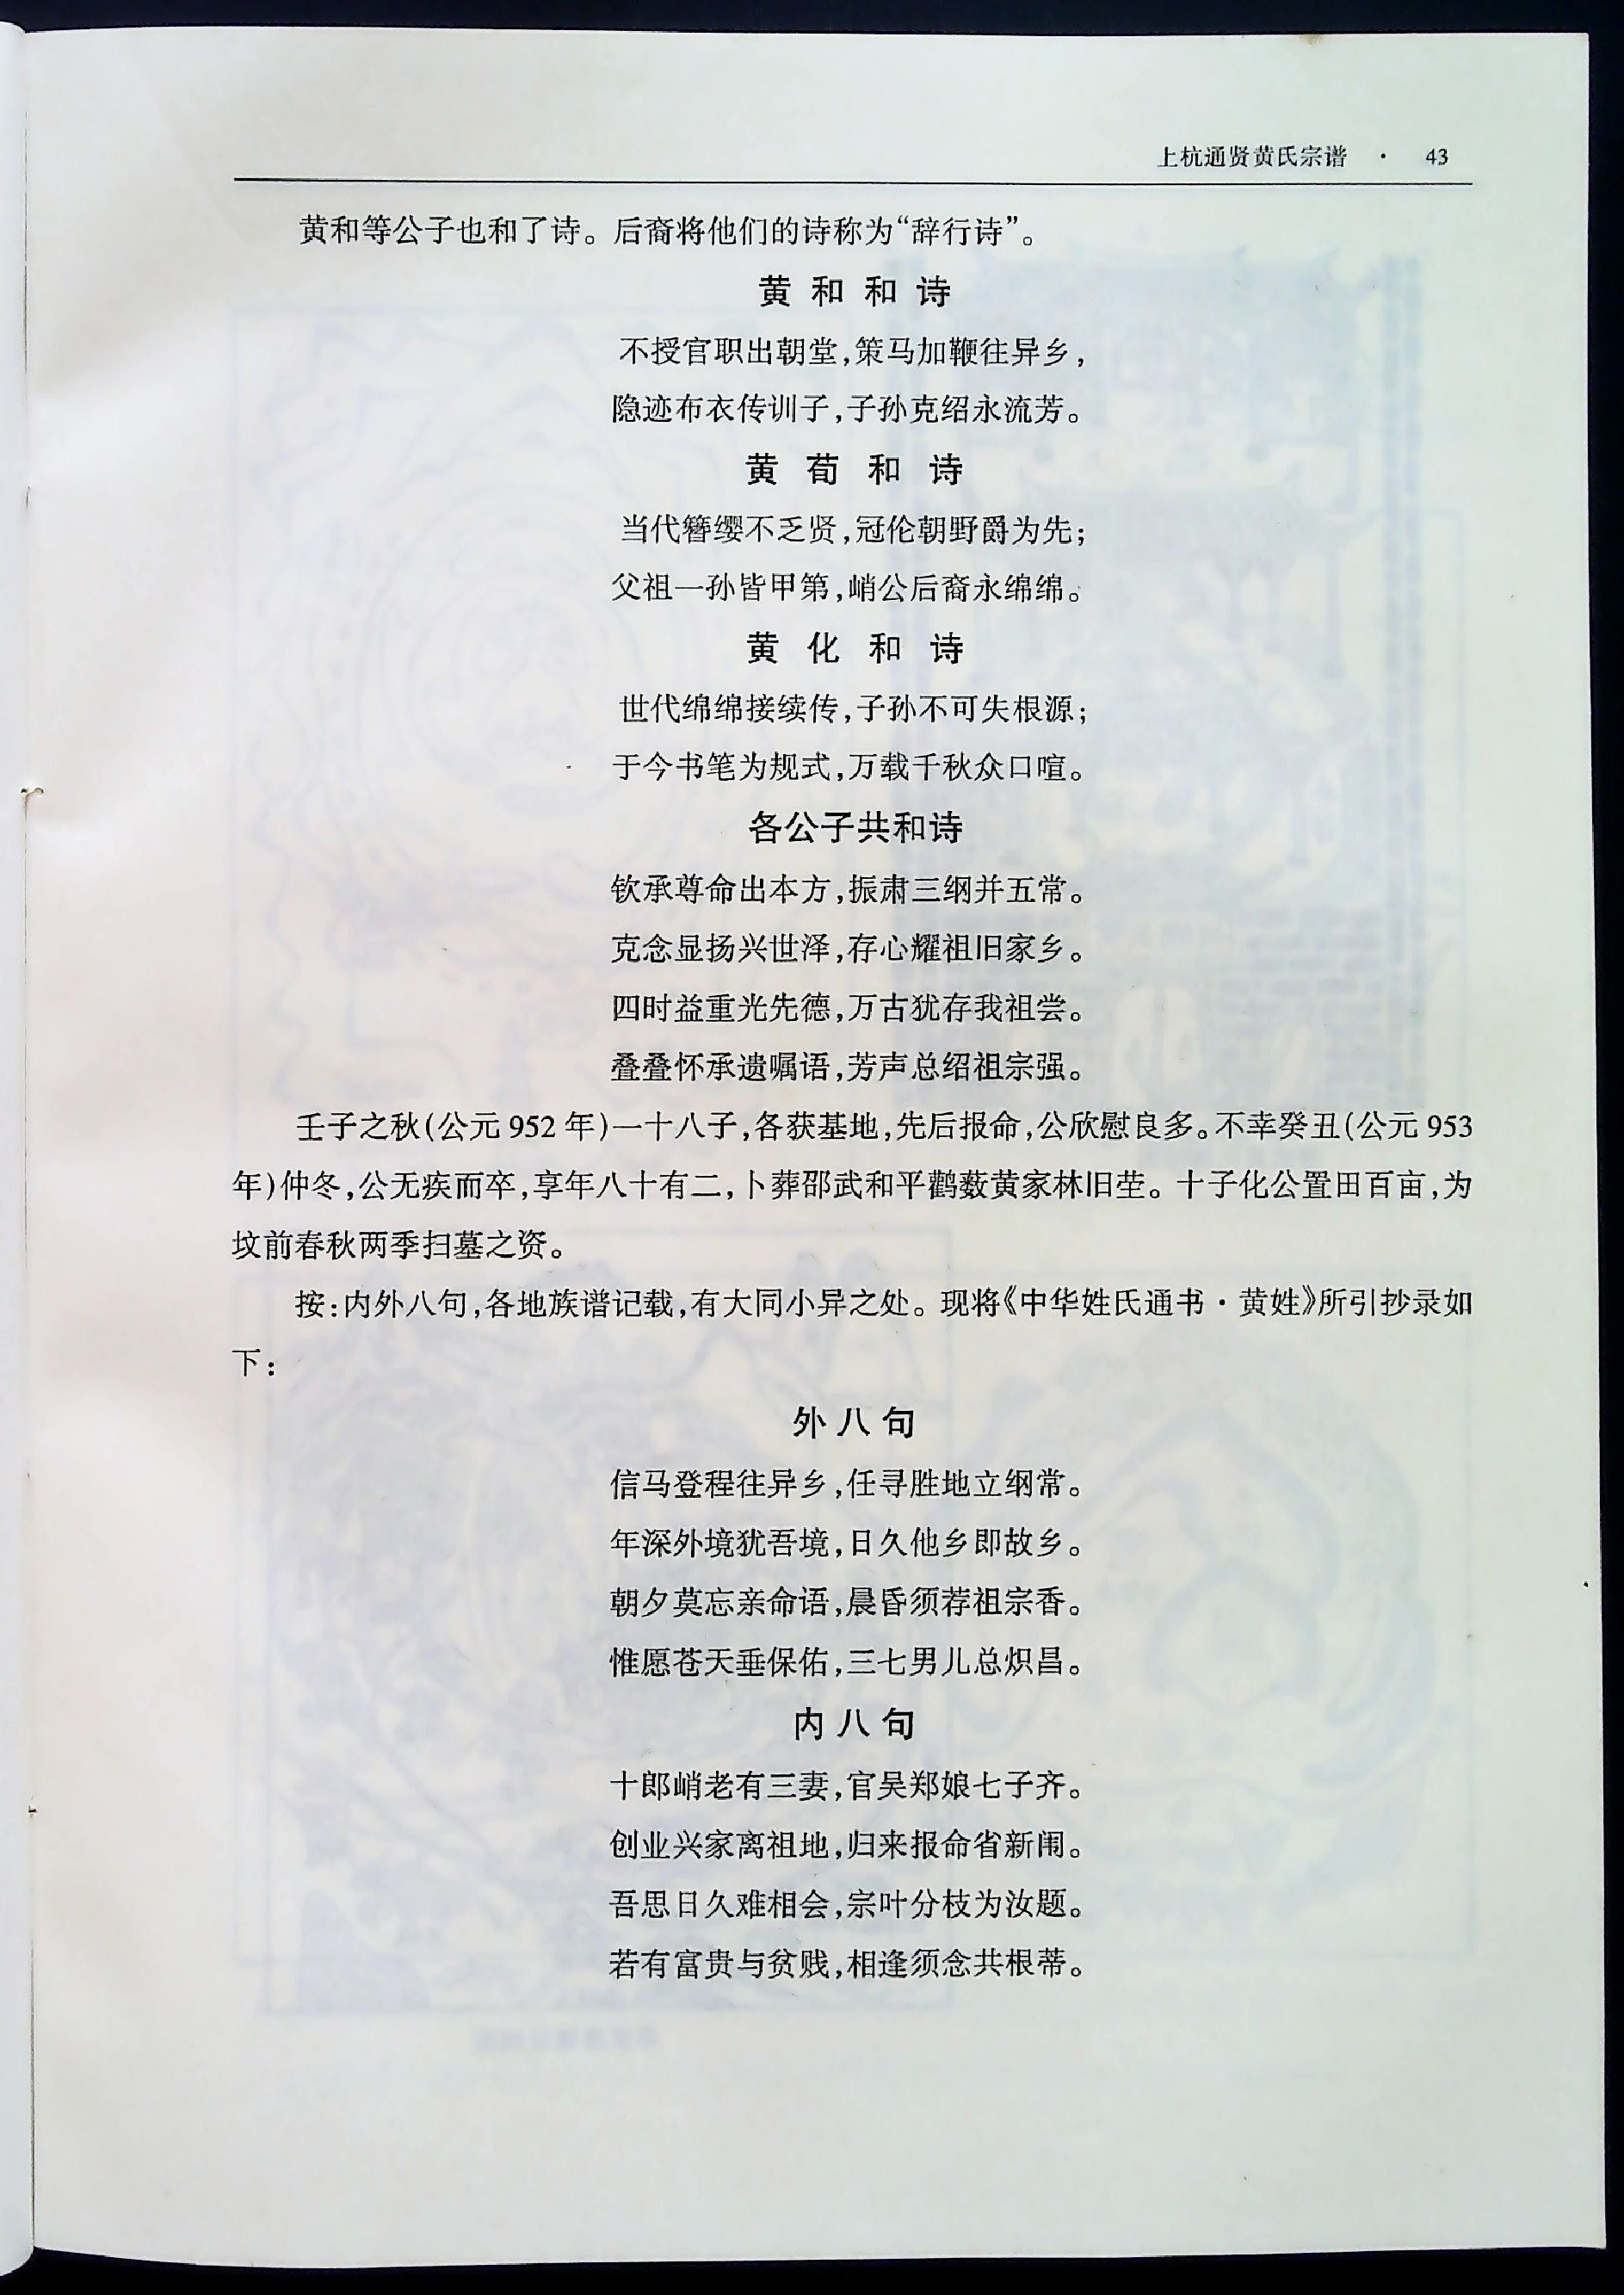 上杭通贤黄氏宗谱 · 43
黄和等公子也和了诗。后裔将他们的诗称为“辞行诗”。
黄和和诗
不授官职出朝堂,策马加鞭往异乡,
隐迹布衣传训子,子孙克绍永流芳。
黄荀和诗
当代簪缨不乏贤,冠伦朝野爵为先;
父祖一孙皆甲第,峭公后裔永绵绵。
黄化和诗
世代绵绵接续传,子孙不可失根源;
于今书笔为规式,万载千秋众口喧。
各公子共和诗
钦承尊命出本方,振肃三纲并五常。
克念显扬兴世泽,存心耀祖旧家乡。
四时益重光先德,万古犹存我祖尝。
叠叠怀承遗嘱语,芳声总绍祖宗强。
壬子之秋(公元952年)一十八子,各获基地,先后报命,公欣慰良多。不幸癸丑(公元953
年)仲冬,公无疾而卒,享年八十有二,卜葬邵武和平鹳薮黄家林旧茔。十子化公置田百亩,为
坟前春秋两季扫墓之资。
按:内外八句,各地族谱记载,有大同小异之处。现将《中华姓氏通书·黄姓》所引抄录如
下:
外八句
信马登程往异乡,任寻胜地立纲常。
年深外境犹吾境,日久他乡即故乡。
朝夕莫忘亲命语,晨昏须荐祖宗香。
惟愿苍天垂保佑,三七男儿总炽昌。
内八句
十郎峭老有三妻,官吴郑娘七子齐。
创业兴家离祖地,归来报命省新闱。
吾思日久难相会,宗叶分枝为汝题。
若有富贵与贫贱,相逢须念共根蒂。